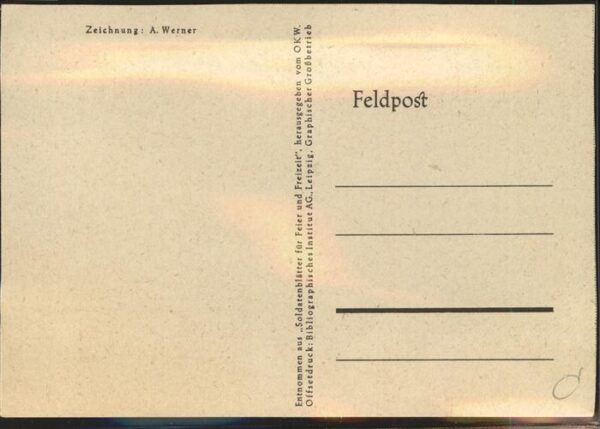 Zeichnung: A. Werner
Entnommen aus „Soldatenblätter für Feier und Freizeit", herausgegeben vom OKW.
Offsetdruck: Bibliographisches Institut AG., Leipzig, Graphischer Großbetrieb
Feldpost